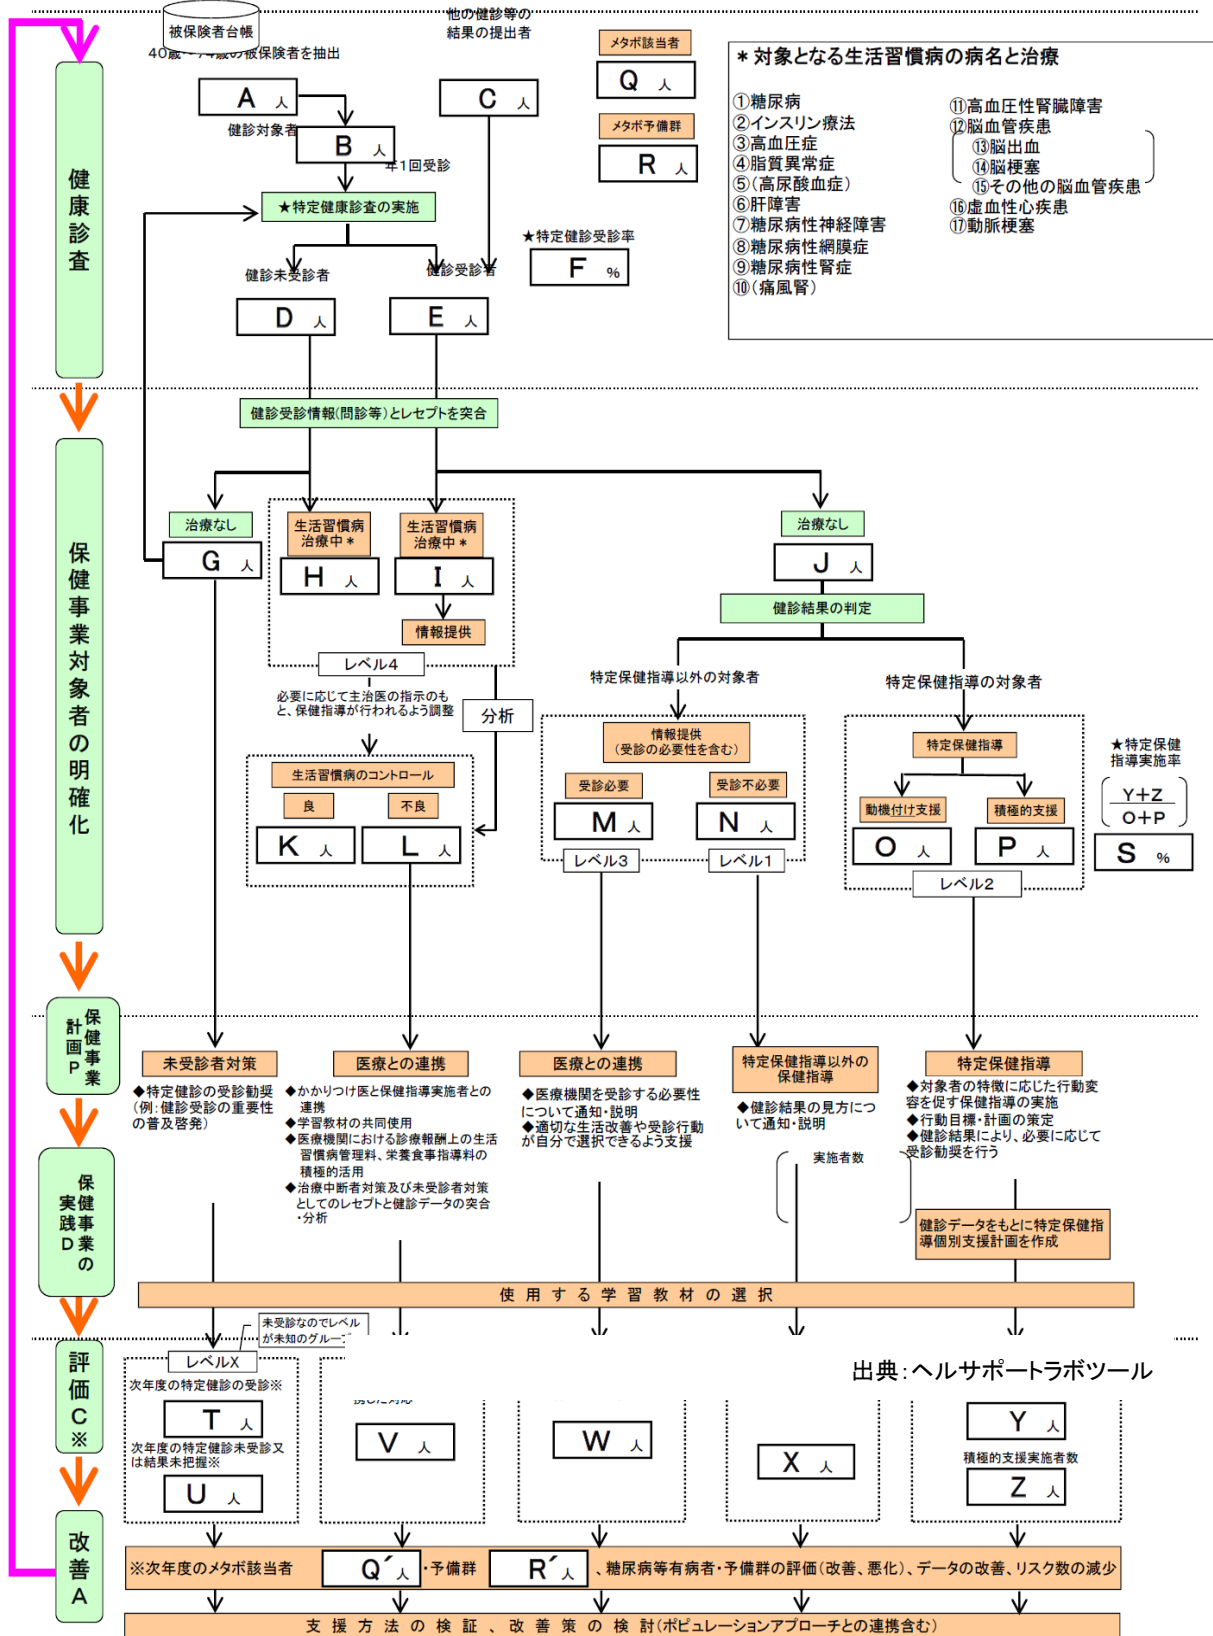 被保険者台帳
40歳~74歳の被保険者を抽出
他の健診等の
結果の提出者
メタボ該当者
Q 人
メタボ予備群
R 人
A 人
健診対象者
B 人
年1回受診
C 人
★特定健康診査の実施
★特定健診受診率
F %
健診未受診者
健診受診者
D 人
E 人
*対象となる生活習慣病の病名と治療
①糖尿病
②インスリン療法
③高血圧症
④脂質異常症
⑤(高尿酸血症)
⑥肝障害
⑦糖尿病性神経障害
⑧糖尿病性網膜症
⑨糖尿病性腎症
⑩(痛風腎)
⑪高血圧性腎臓障害
⑫脳血管疾患
⑬脳出血
⑭脳梗塞
⑮その他の脳血管疾患
⑯虚血性心疾患
⑰動脈梗塞
健康診査
健診受診情報(問診等)とレセプトを突合
保健事業対象者の明確化
治療なし
G 人
生活習慣病
治療中*
H 人
生活習慣病
治療中*
I 人
情報提供
レベル4
治療なし
J 人
健診結果の判定
必要に応じて主治医の指示のも
と、保健指導が行われるよう調整
分析
生活習慣病のコントロール
良
不良
K 人
L 人
特定保健指導以外の対象者
情報提供
(受診の必要性を含む)
受診必要
受診不必要
M 人
N 人
レベル3
レベル1
特定保健指導の対象者
特定保健指導
動機付け支援
積極的支援
O 人
P 人
レベル2
★特定保健
指導実施率
Y+Z
O+P
S %
保健事業
計画P
未受診者対策
◆特定健診の受診勧奨
(例:健診受診の重要性
の普及啓発)
医療との連携
◆かかりつけ医と保健指導実施者との
連携
◆学習教材の共同使用
◆医療機関における診療報酬上の生活
習慣病管理料、栄養食事指導料の
積極的活用
◆治療中断者対策及び未受診者対策
としてのレセプトと健診データの突合
・分析
医療との連携
◆医療機関を受診する必要性
について通知・説明
◆適切な生活改善や受診行動
が自分で選択できるよう支援
特定保健指導以外の
保健指導
◆健診結果の見方につ
いて通知・説明
実施者数
特定保健指導
◆対象者の特徴に応じた行動変
容を促す保健指導の実施
◆行動目標・計画の策定
◆健診結果により、必要に応じて
受診勧奨を行う
健診データをもとに特定保健指
導個別支援計画を作成
保健事業の
実践D
使用する学習教材の選択
未受診なのでレベル
が未知のグループ
評価C※
レベルX
次年度の特定健診の受診※
T 人
次年度の特定健診未受診又
は結果未把握※
U 人
V 人
W 人
X 人
出典:ヘルサポートラボツール
Y 人
積極的支援実施者数
Z 人
改善A
※次年度のメタボ該当者 Q´人 ・予備群 R´人 、糖尿病等有病者・予備群の評価(改善、悪化)、データの改善、リスク数の減少
支援方法の検証、改善策の検討(ポピュレーションアプローチとの連携含む)